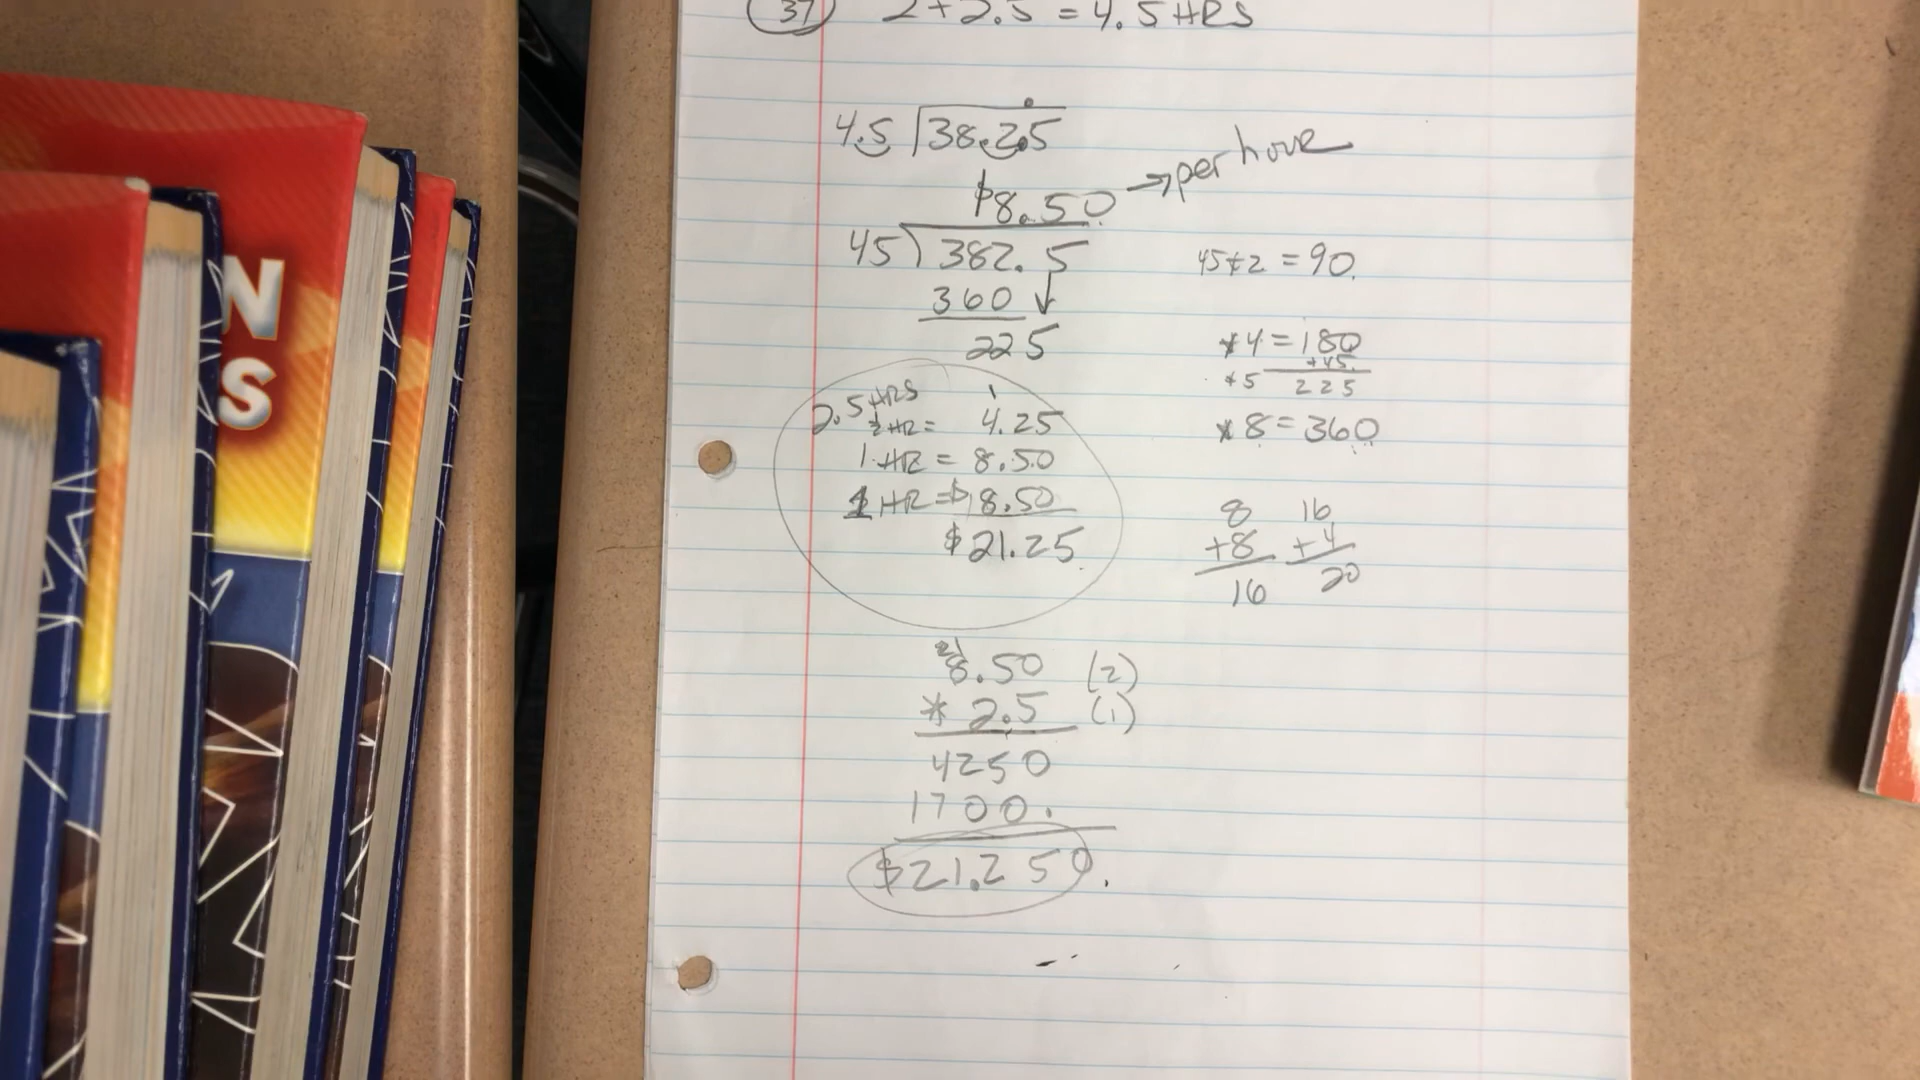 37 2 + 2.5 = 4.5 HRS
4.5 38.2.5
$8.50 → per hour
45 382.5
360
225
45*2 = 90
*4 = 180
+45
*5 225
*8 = 360
2.5 HRS
½ HR = 4.25
1 HR = 8.50
1 HR = $8.50
$21.25
8 16
+8 +4
16 20
8.50 (2)
* 2.5 (1)
4250
1700.
$21.250
N
S